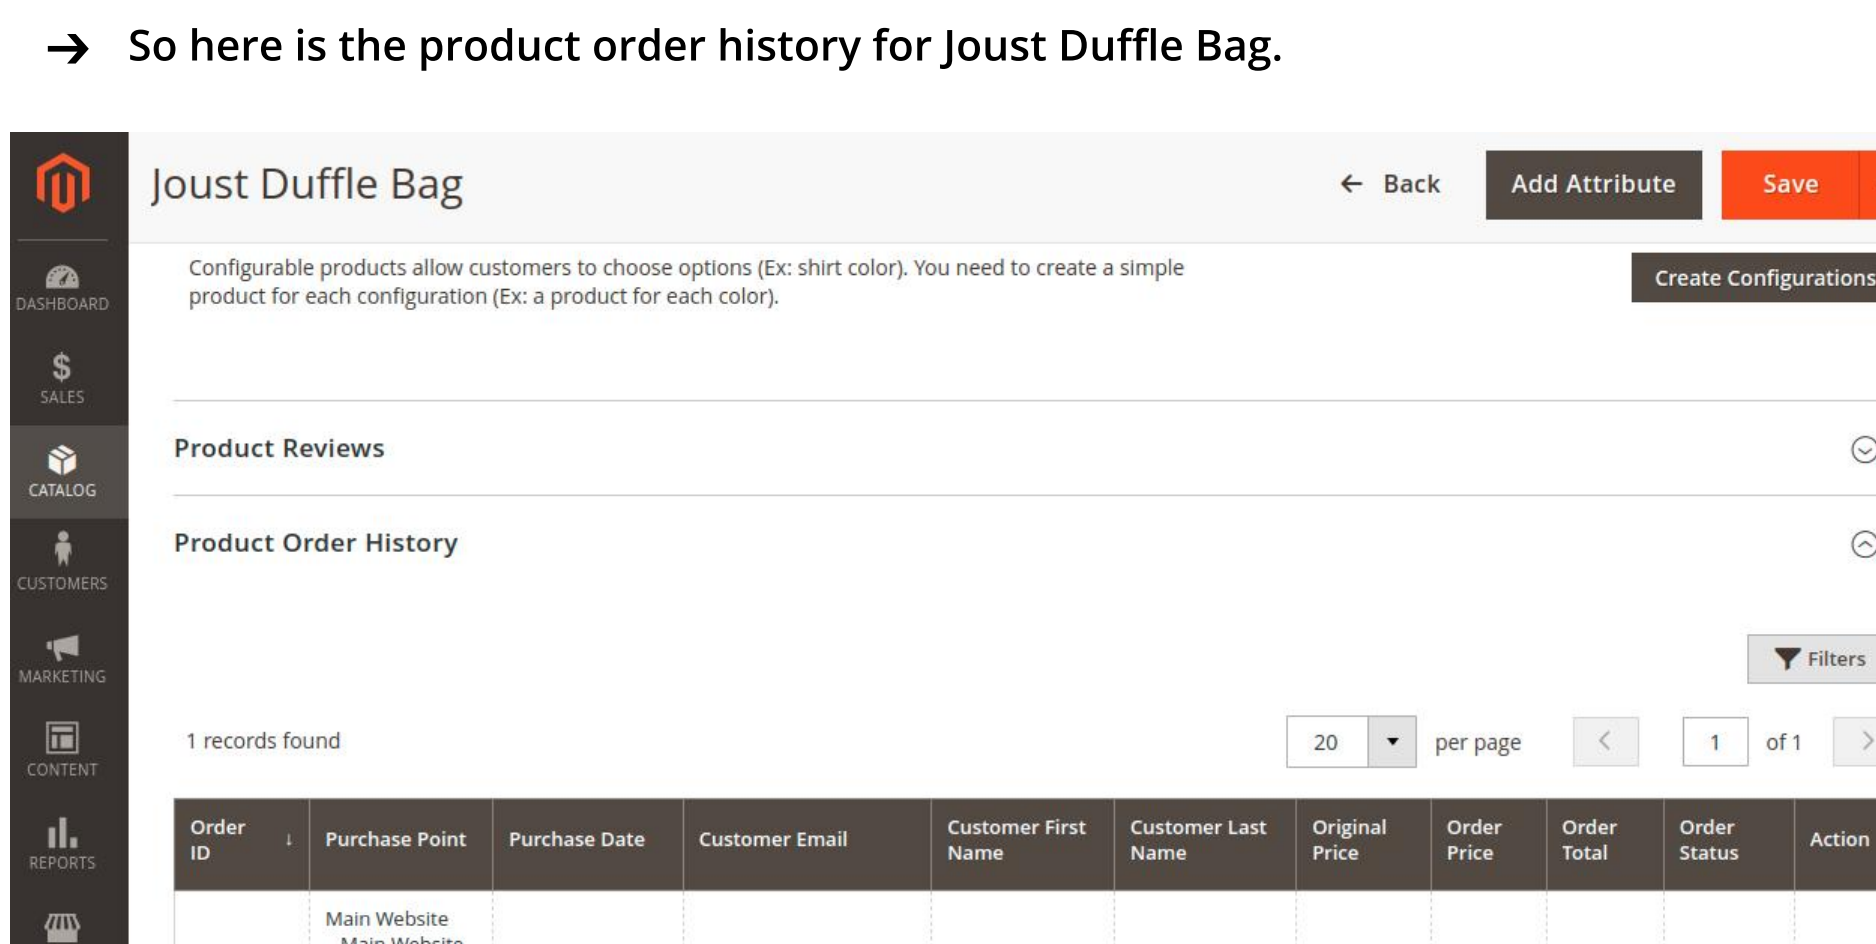 → So here is the product order history for Joust Duffle Bag.
Joust Duffle Bag
← Back
Add Attribute
Save
Configurable products allow customers to choose options (Ex: shirt color). You need to create a simple
product for each configuration (Ex: a product for each color).
Create Configurations
DASHBOARD
$
SALES
CATALOG
CUSTOMERS
MARKETING
CONTENT
REPORTS
Product Reviews
Product Order History
Filters
1 records found
20 per page
1 of 1
Order ID ↓
Purchase Point
Purchase Date
Customer Email
Customer First Name
Customer Last Name
Original Price
Order Price
Order Total
Order Status
Action
Main Website
Main Website